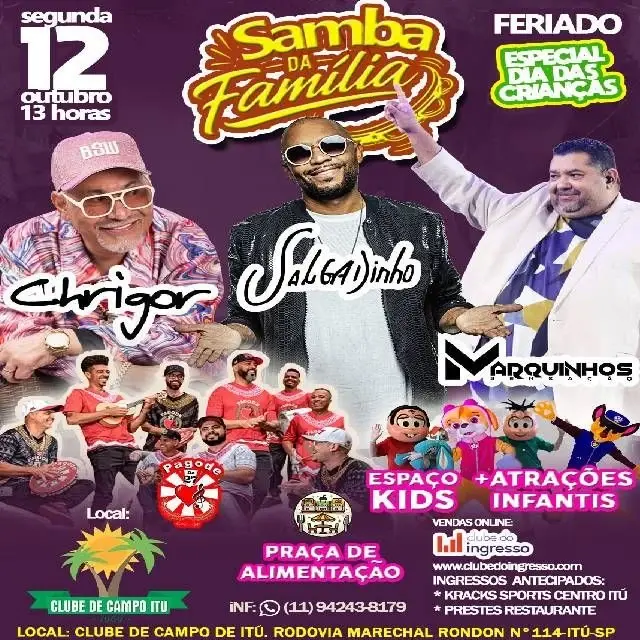 segunda
12
outubro
13 horas
Samba
DA
Família
FERIADO
ESPECIAL
DIA DAS
CRIANÇAS
BSW
Chrigor
SALGADinho
MARQUINHOS
SENSAÇÃO
Pagode
ESPAÇO
KIDS
+ATRAÇÕES
INFANTIS
Local:
CLUBE DE CAMPO ITU
PRAÇA DE
ALIMENTAÇÃO
iNF: (11) 94243-8179
VENDAS ONLINE:
clube do
ingresso
www.clubedoingresso.com
INGRESSOS ANTECIPADOS:
* KRACKS SPORTS CENTRO ITÚ
* PRESTES RESTAURANTE
LOCAL: CLUBE DE CAMPO DE ITÚ. RODOVIA MARECHAL RONDON Nº 114-ITÚ-SP